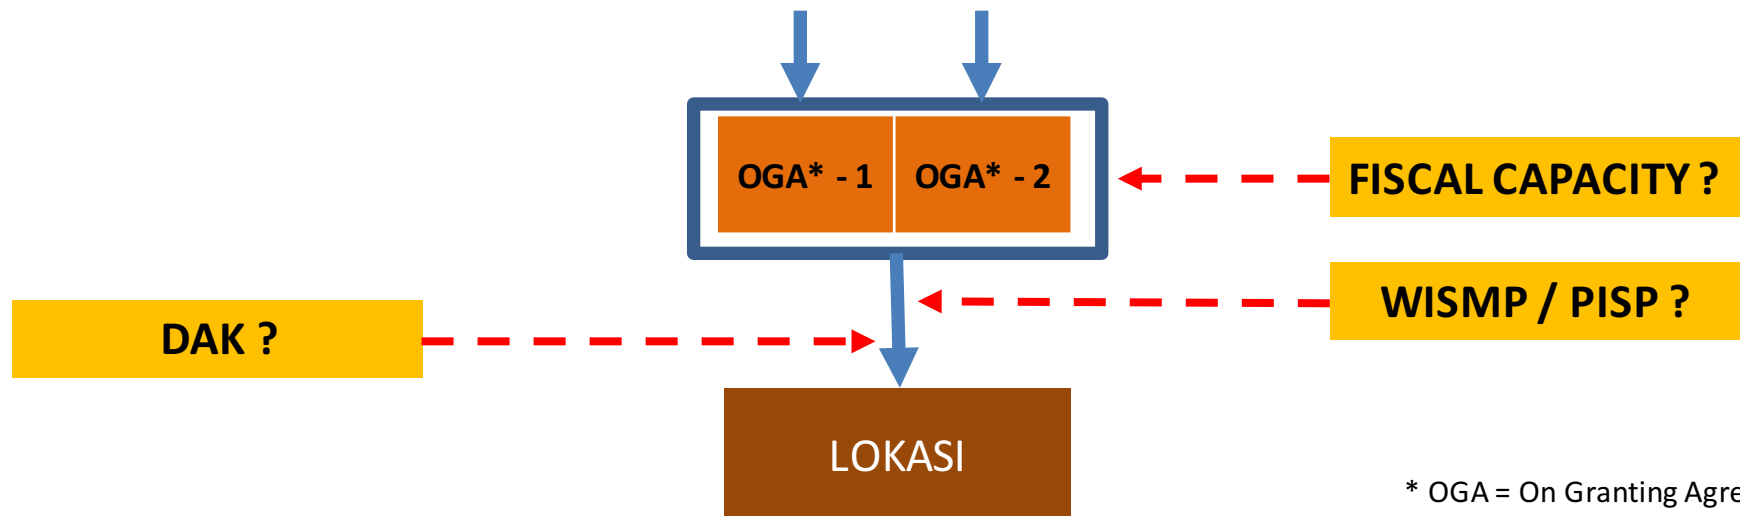 OGA* - 1
OGA* - 2
FISCAL CAPACITY ?
WISMP / PISP ?
DAK ?
LOKASI
* OGA = On Granting